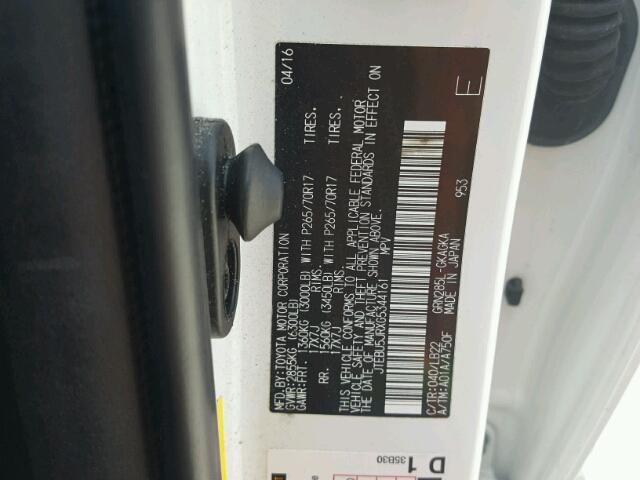 MFD.BY:TOYOTA MOTOR CORPORATION 04/16
GVWR:2855KG (6300LB)
GAWR:FRT. 1360KG (3000LB) WITH P265/70R17 TIRES.
17X7J RIMS.
RR. 1560KG (3450LB) WITH P265/70R17 TIRES.
17X7J RIMS.
THIS VEHICLE CONFORMS TO ALL APPLICABLE FEDERAL MOTOR
VEHICLE SAFETY AND THEFT PREVENTION STANDARDS IN EFFECT ON
THE DATE OF MANUFACTURE SHOWN ABOVE.
JTEBU5JRXG5344161 MPV
C/TR:040/LB22 GRN285L-GKAGKA
A/TM:A01A/A750F MADE IN JAPAN 953
E
D1
35B30